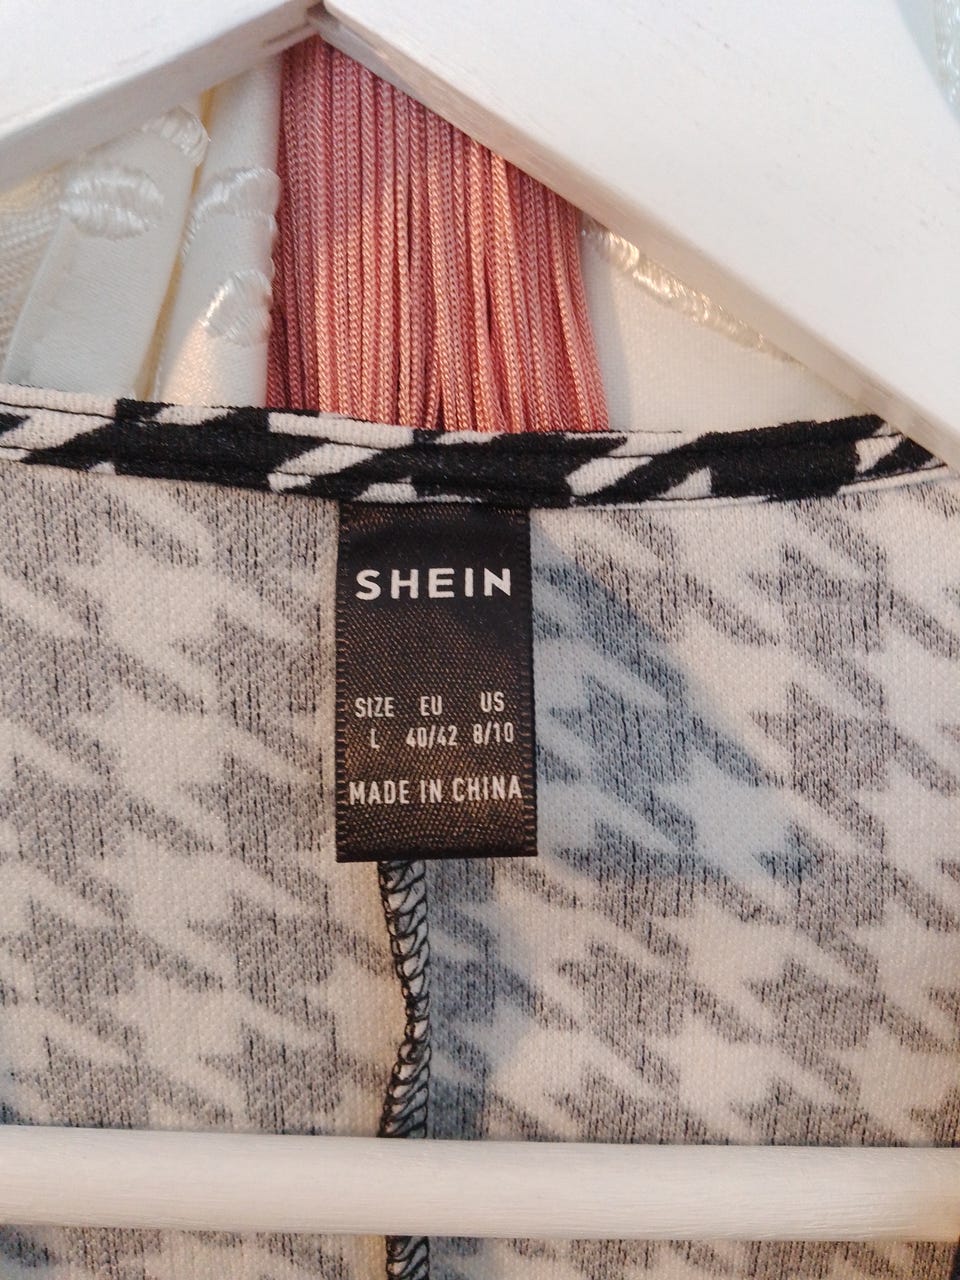 SHEIN
SIZE EU US
L 40/42 8/10
MADE IN CHINA